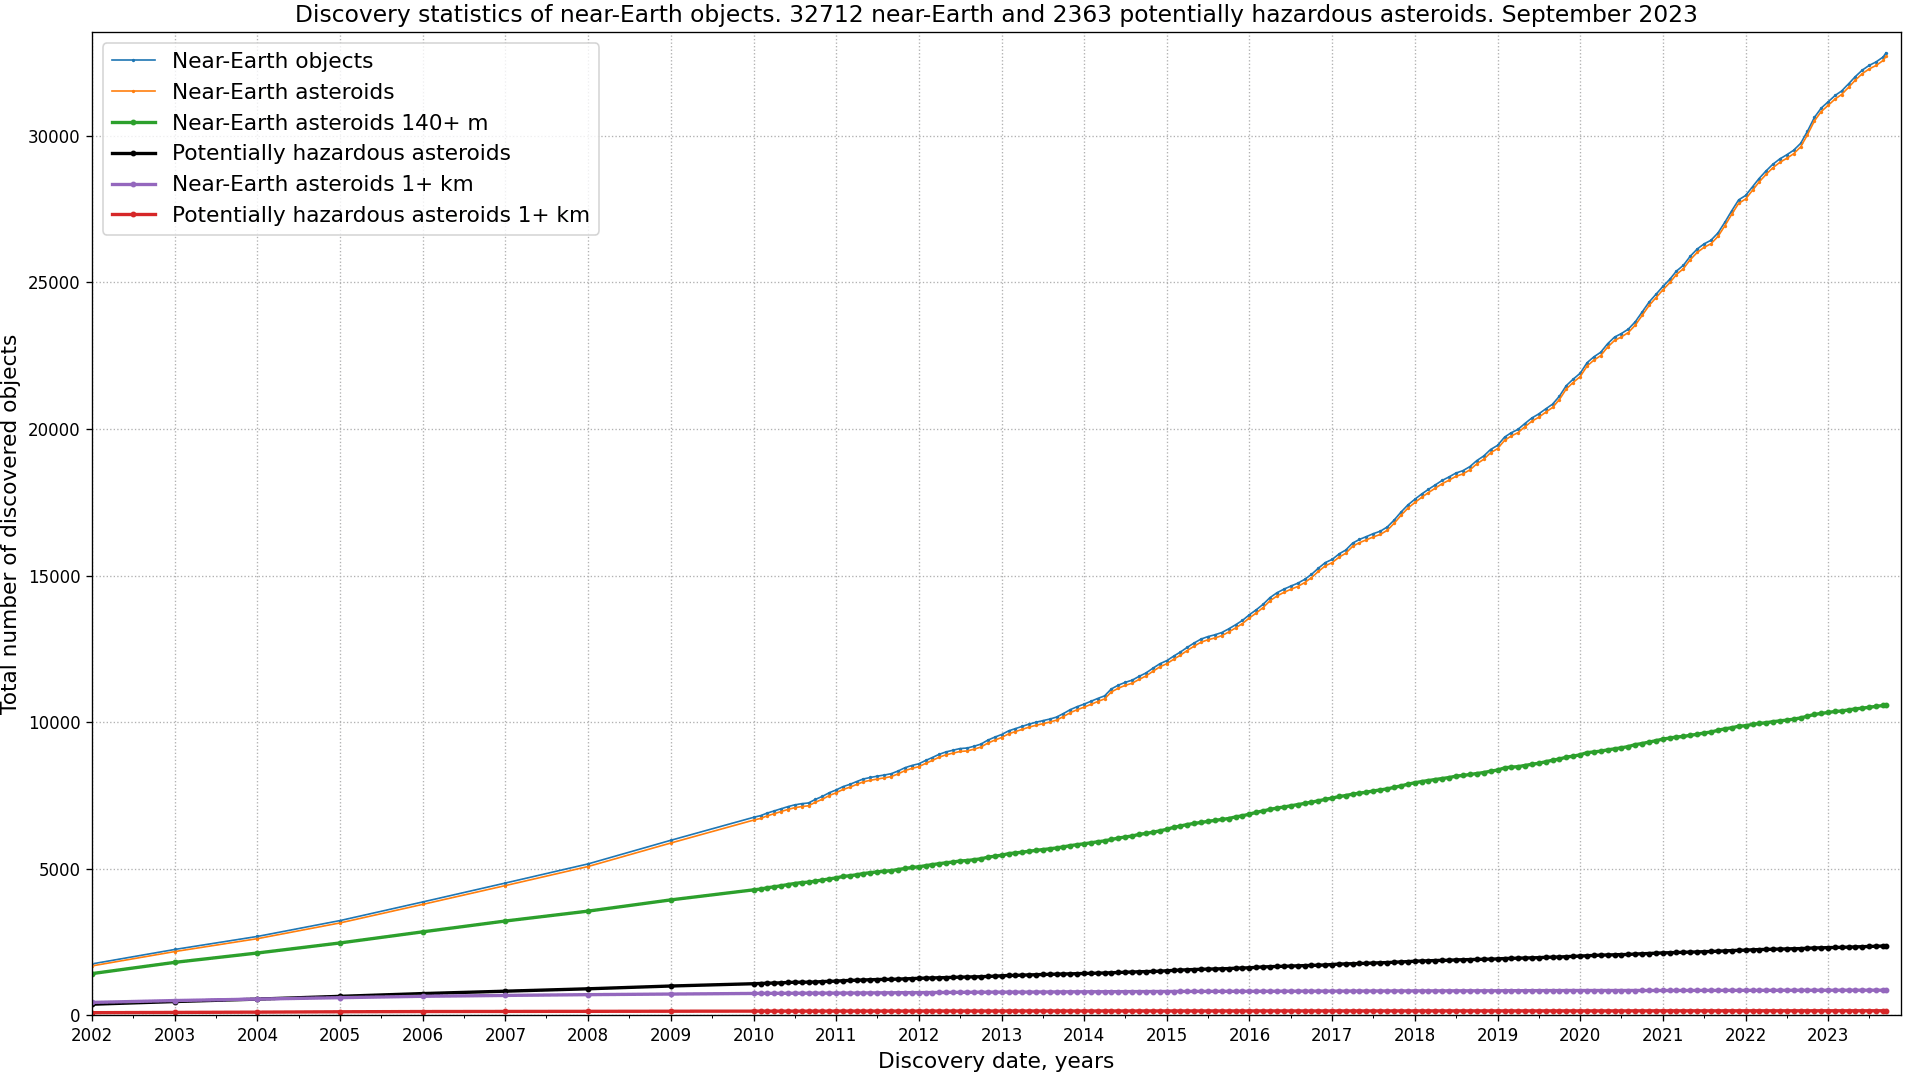 Discovery statistics of near-Earth objects. 32712 near-Earth and 2363 potentially hazardous asteroids. September 2023
Near-Earth objects
Near-Earth asteroids
Near-Earth asteroids 140+ m
Potentially hazardous asteroids
Near-Earth asteroids 1+ km
Potentially hazardous asteroids 1+ km
Total number of discovered objects
30000
25000
20000
15000
10000
5000
0
2002 2003 2004 2005 2006 2007 2008 2009 2010 2011 2012 2013 2014 2015 2016 2017 2018 2019 2020 2021 2022 2023
Discovery date, years